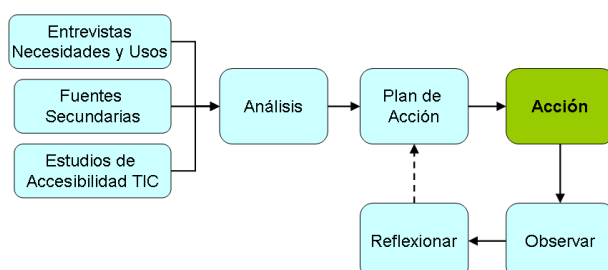 Entrevistas
Necesidades y Usos
Fuentes
Secundarias
Estudios de
Accesibilidad TIC
Análisis
Plan de
Acción
Acción
Reflexionar
Observar